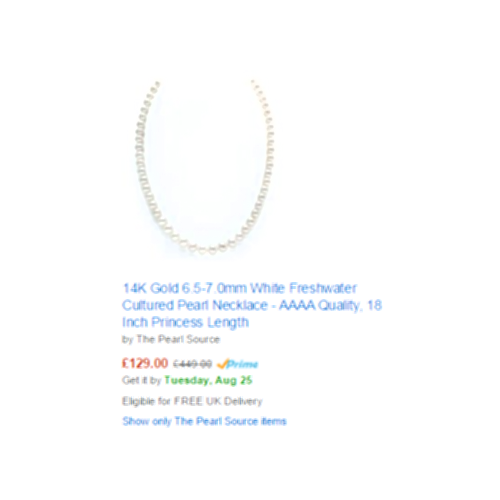 14K Gold 6.5-7.0mm White Freshwater
Cultured Pearl Necklace - AAAA Quality, 18
Inch Princess Length
by The Pearl Source
£129.00 £449.00 Prime
Get it by Tuesday, Aug 25
Eligible for FREE UK Delivery
Show only The Pearl Source items